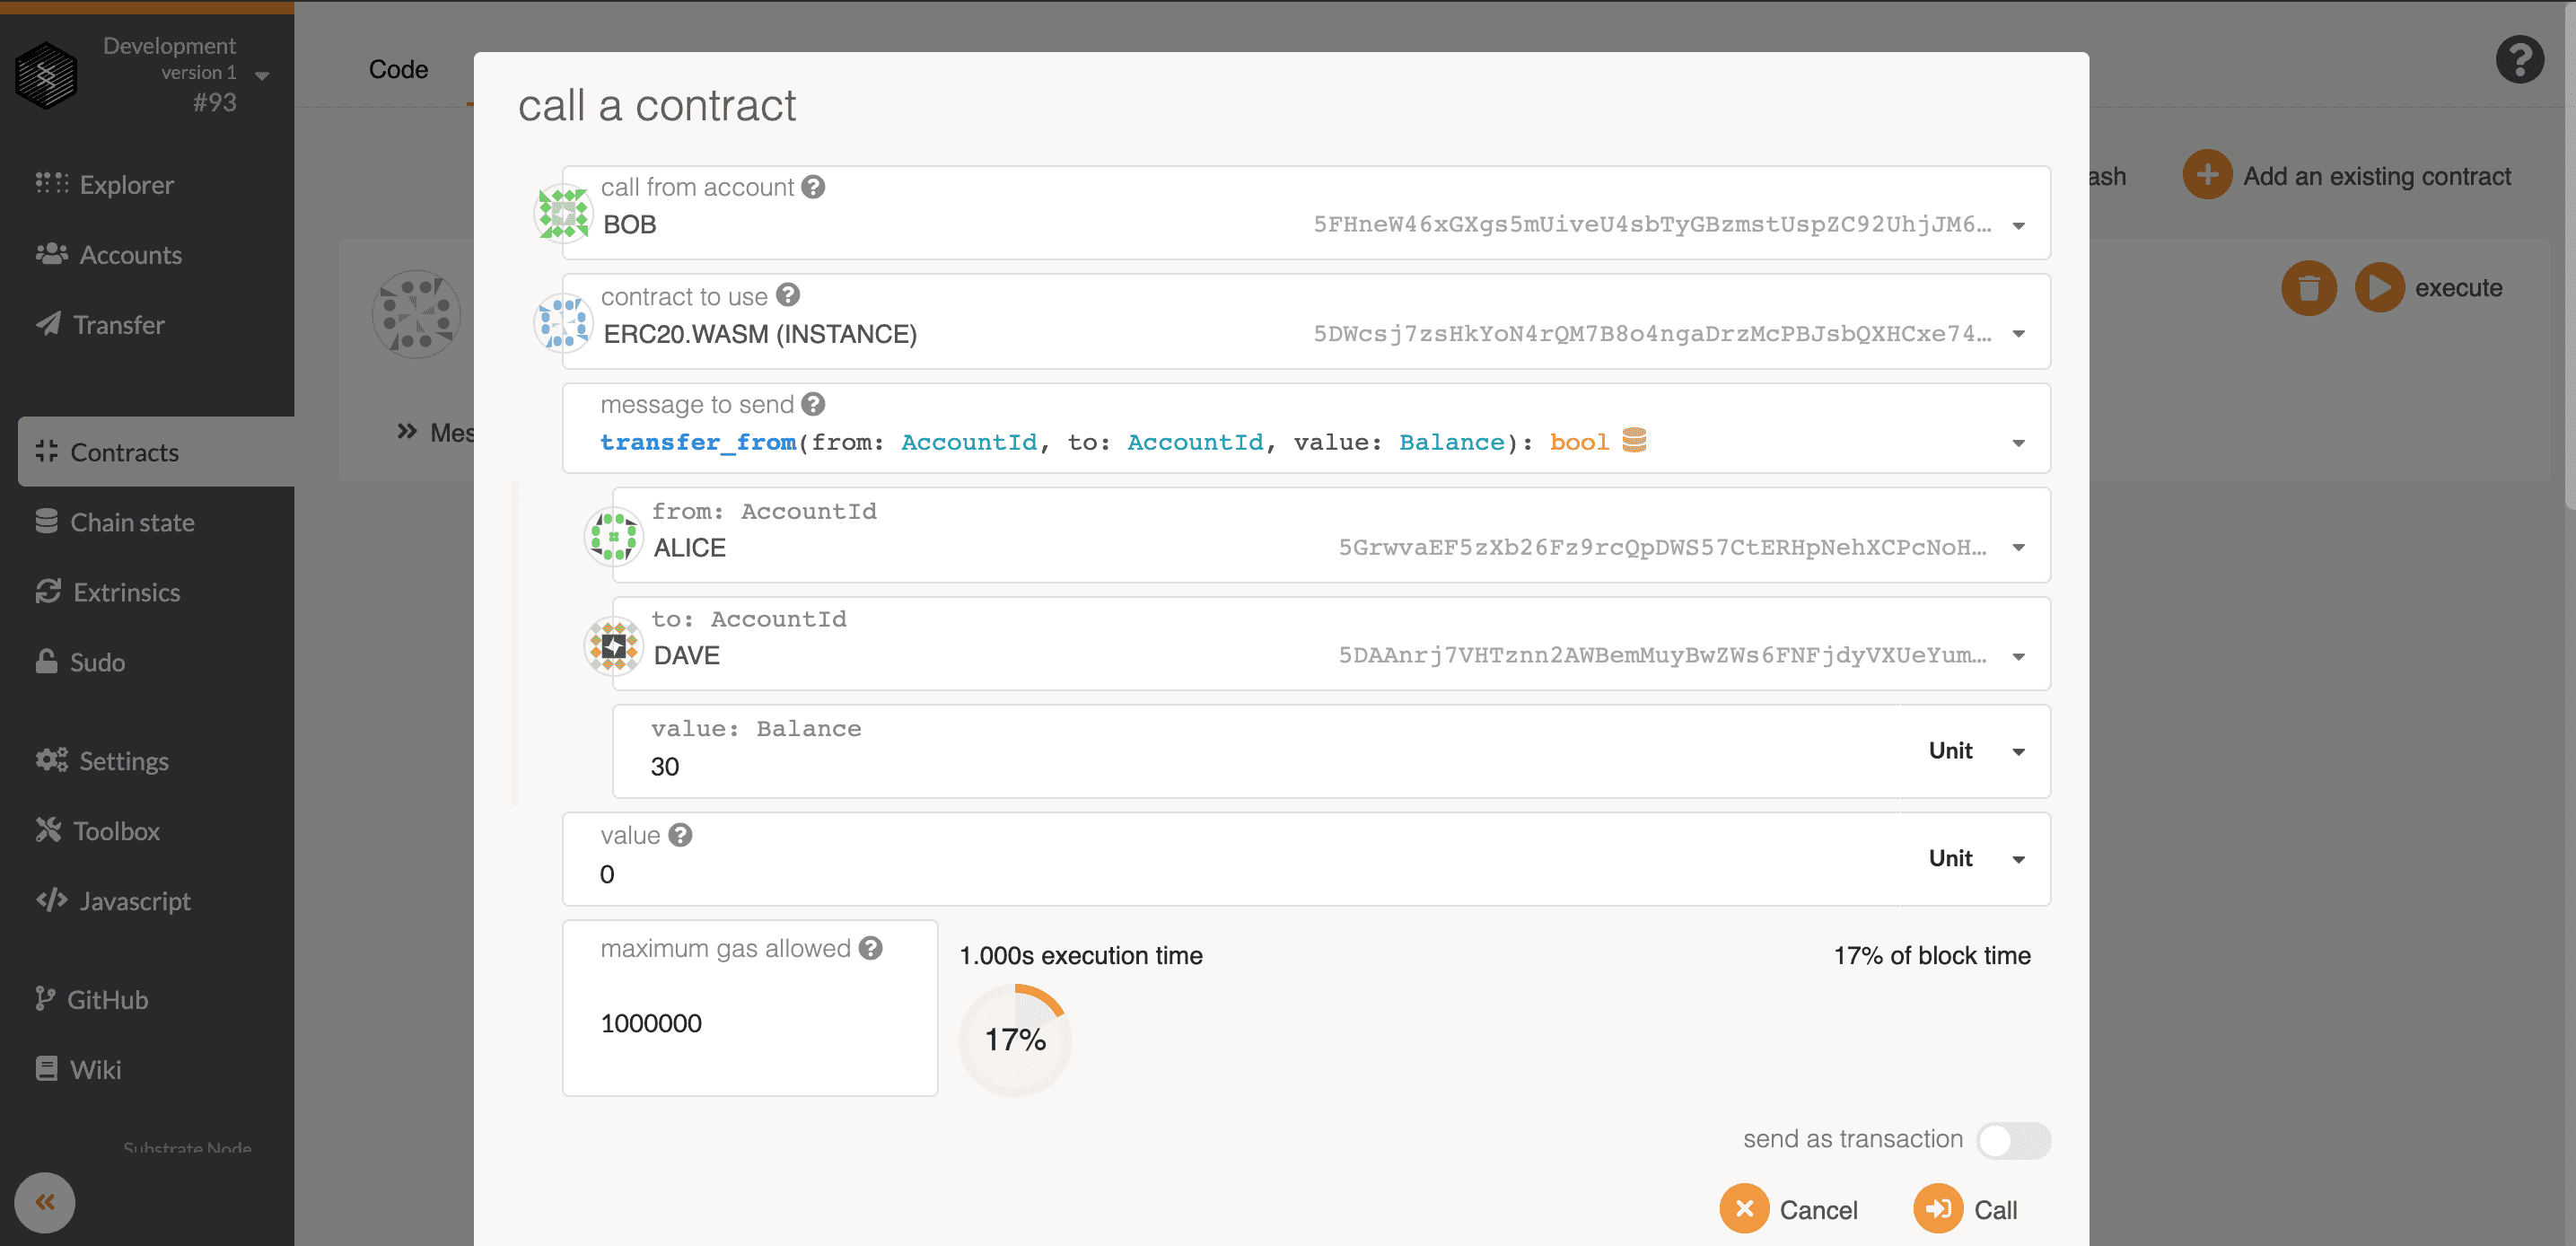 Development
version 1
#93
Explorer
Accounts
Transfer
Contracts
Chain state
Extrinsics
Sudo
Settings
Toolbox
Javascript
GitHub
Wiki
Substrate Node
Code
ash
Add an existing contract
execute
Mes
call a contract
call from account
BOB 5FHneW46xGXgs5mUiveU4sbTyGBzmstUspZC92UhjJM6…
contract to use
ERC20.WASM (INSTANCE) 5DWcsj7zsHkYoN4rQM7B8o4ngaDrzMcPBJsbQXHCxe74…
message to send
transfer_from(from: AccountId, to: AccountId, value: Balance): bool
from: AccountId
ALICE 5GrwvaEF5zXb26Fz9rcQpDWS57CtERHpNehXCPcNoH…
to: AccountId
DAVE 5DAAnrj7VHTznn2AWBemMuyBwZWs6FNFjdyVXUeYum…
value: Balance
30 Unit
value
0 Unit
maximum gas allowed
1000000
1.000s execution time 17% of block time
17%
send as transaction
Cancel Call